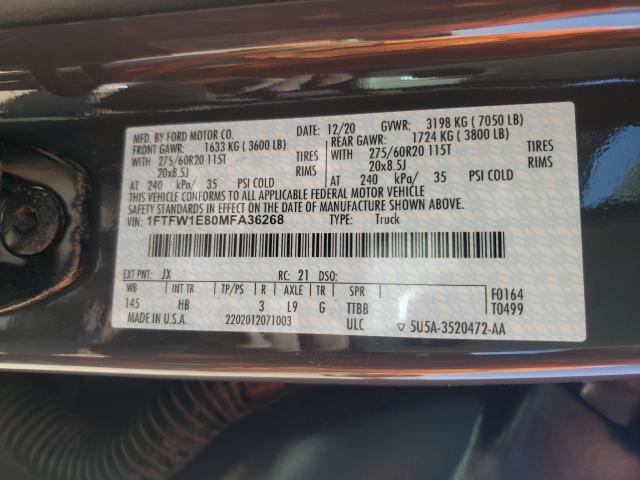 MFD. BY FORD MOTOR CO.
DATE: 12/20 GVWR: 3198 KG (7050 LB)
FRONT GAWR: 1633 KG (3600 LB)
REAR GAWR: 1724 KG (3800 LB)
WITH 275/60R20 115T TIRES
WITH 275/60R20 115T TIRES
20x8.5J RIMS
20x8.5J RIMS
AT 240 kPa/ 35 PSI COLD
AT 240 kPa/ 35 PSI COLD
THIS VEHICLE CONFORMS TO ALL APPLICABLE FEDERAL MOTOR VEHICLE
SAFETY STANDARDS IN EFFECT ON THE DATE OF MANUFACTURE SHOWN ABOVE.
VIN: 1FTFW1E80MFA36268 TYPE: Truck
EXT PNT: JX RC: 21 DSO:
WB INT TR TP/PS R AXLE TR SPR F0164
145 HB 3 L9 G TTBB T0499
MADE IN U.S.A. 2202012071003 ULC 5U5A-3520472-AA